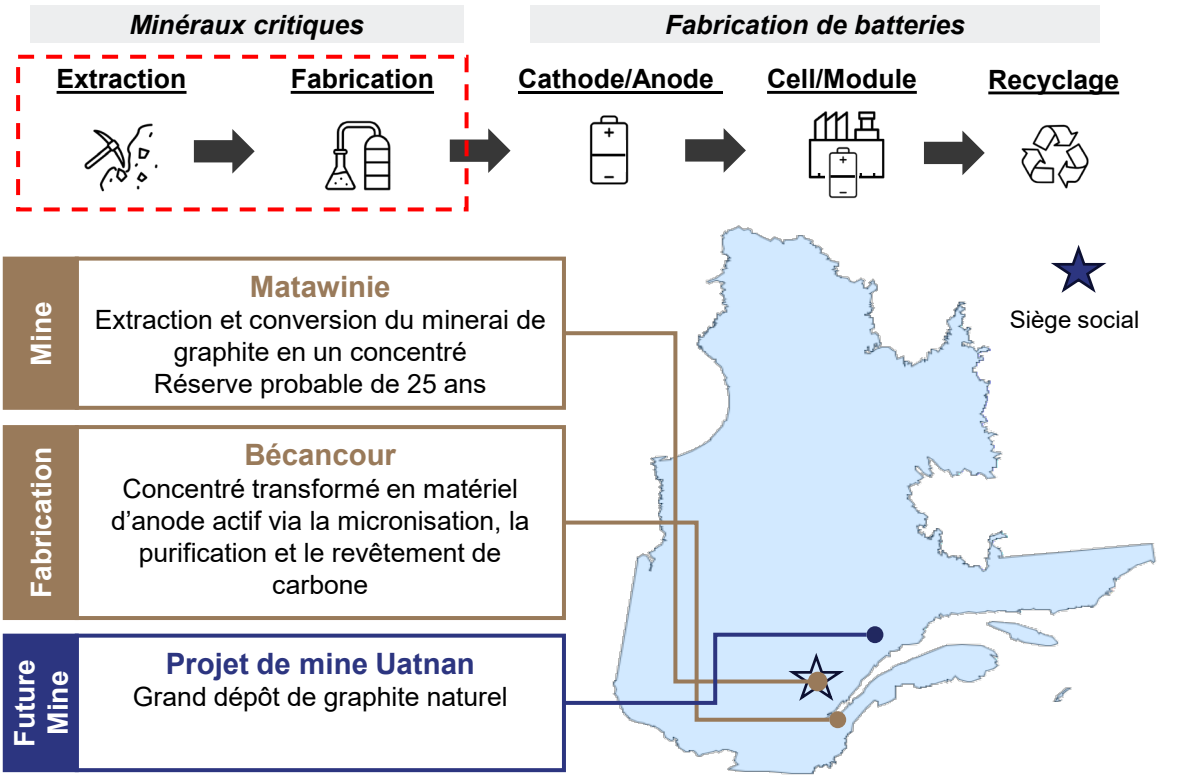 Minéraux critiques
Fabrication de batteries
Extraction
Fabrication
Cathode/Anode
Cell/Module
Recyclage
Mine
Matawinie
Extraction et conversion du minerai de
graphite en un concentré
Réserve probable de 25 ans
Siège social
Fabrication
Bécancour
Concentré transformé en matériel
d'anode actif via la micronisation, la
purification et le revêtement de
carbone
Future
Mine
Projet de mine Uatnan
Grand dépôt de graphite naturel